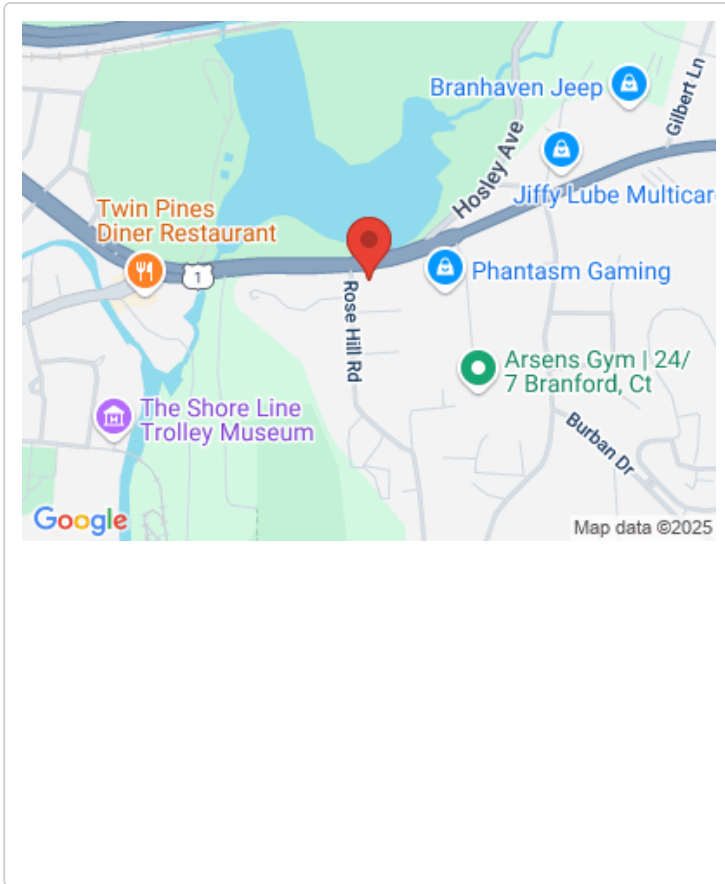 Branhaven Jeep
Gilbert Ln
Hosley Ave
Jiffy Lube Multicar
Twin Pines
Diner Restaurant
1
Phantasm Gaming
Rose Hill Rd
Arsens Gym | 24/
7 Branford, Ct
The Shore Line
Trolley Museum
Burban Dr
Google
Map data ©2025